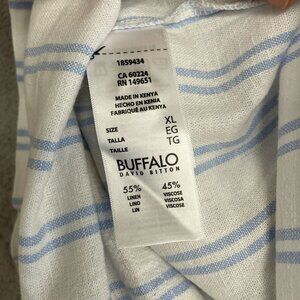 1859434
CA 60224
RN 149651
MADE IN KENYA
HECHO EN KENIA
FABRIQUÉ AU KENYA
SIZE XL
TALLA EG
TAILLE TG
BUFFALO
DAVID BITTON
55% 45%
LINEN VISCOSE
LINO VISCOSA
LIN VISCOSE